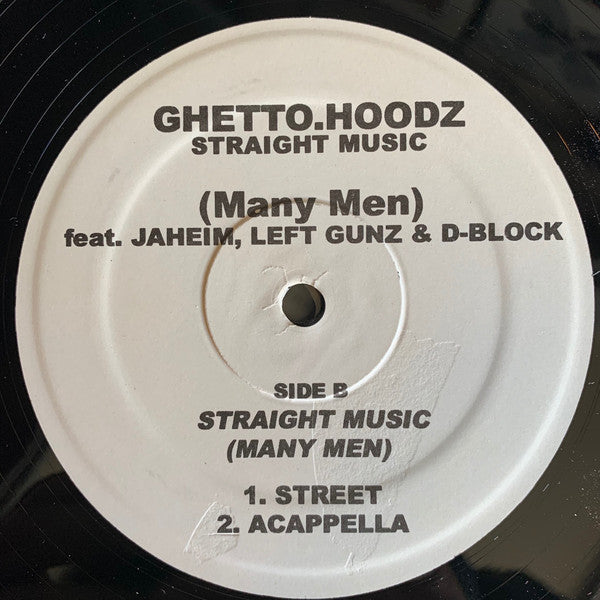 GHETTO.HOODZ
STRAIGHT MUSIC
(Many Men)
feat. JAHEIM, LEFT GUNZ & D-BLOCK
SIDE B
STRAIGHT MUSIC
(MANY MEN)
1. STREET
2. ACAPPELLA